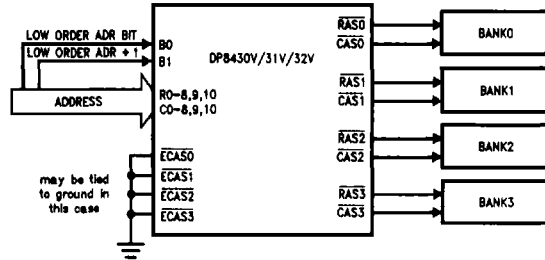 LOW ORDER ADR BIT
LOW ORDER ADR + 1
ADDRESS
B0
B1
DP8430V/31V/32V
R0-8,9,10
C0-8,9,10
ECAS0
ECAS1
ECAS2
ECAS3
may be tied
to ground in
this case
RAS0
CAS0
BANK0
RAS1
CAS1
BANK1
RAS2
CAS2
BANK2
RAS3
CAS3
BANK3